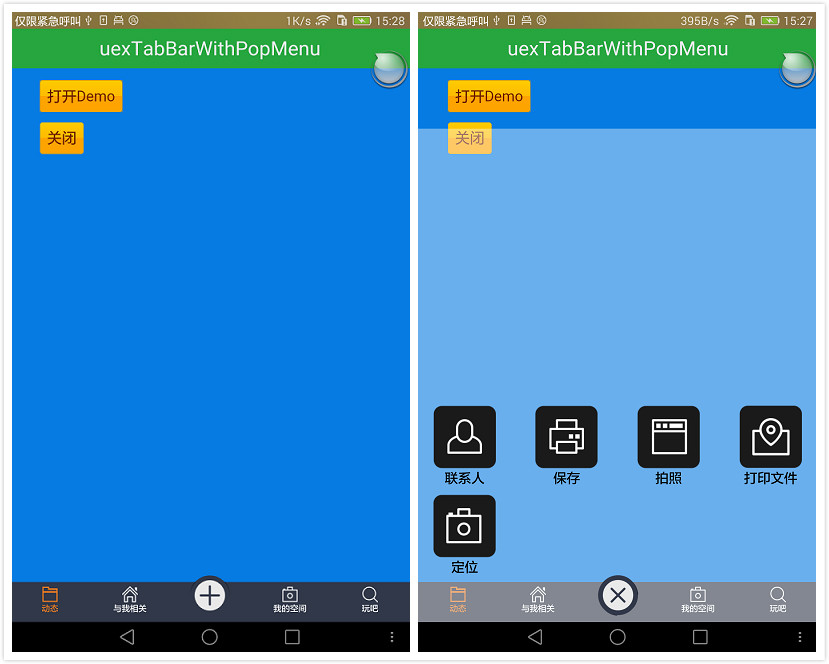 仅限紧急呼叫 1K/s 15:28
uexTabBarWithPopMenu
打开Demo
关闭
动态 与我相关 我的空间 玩吧
仅限紧急呼叫 395B/s 15:27
uexTabBarWithPopMenu
打开Demo
关闭
联系人 保存 拍照 打印文件
定位
动态 与我相关 我的空间 玩吧